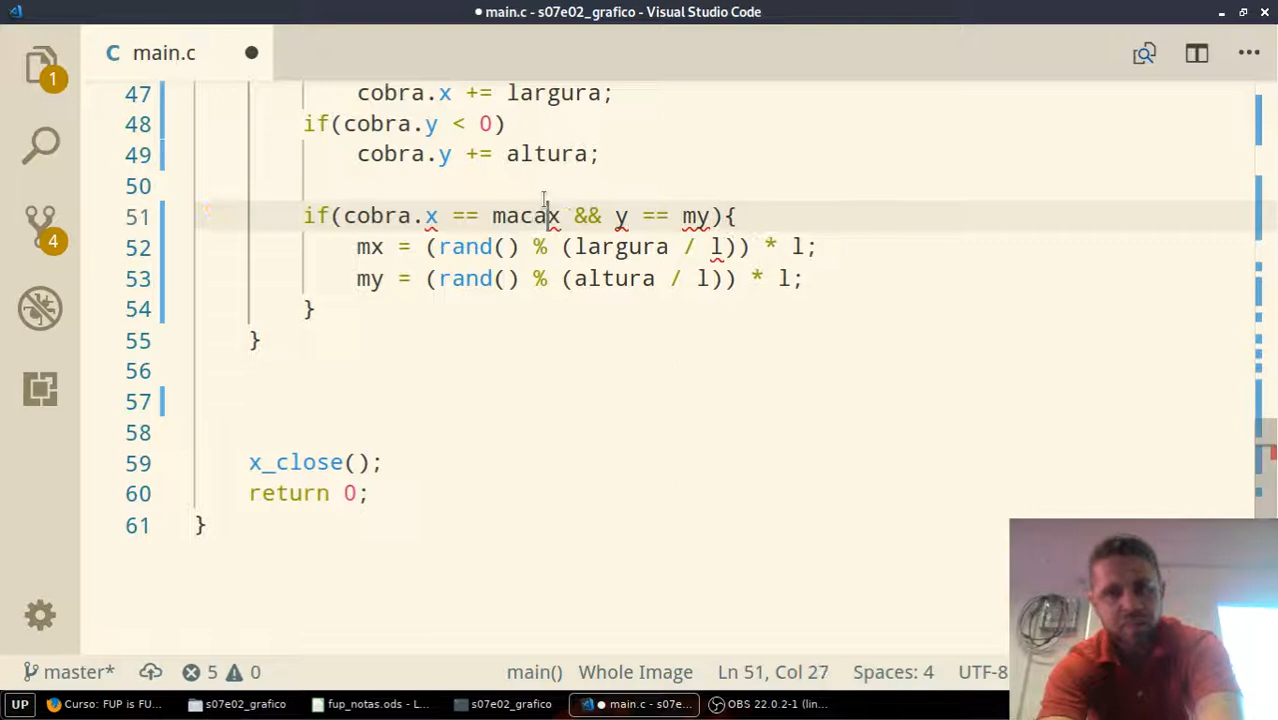 ● main.c - s07e02_grafico - Visual Studio Code
C main.c ●
1
4
47 cobra.x += largura;
48 if(cobra.y < 0)
49 cobra.y += altura;
50
51 if(cobra.x == macax && y == my){
52 mx = (rand() % (largura / l)) * l;
53 my = (rand() % (altura / l)) * l;
54 }
55 }
56
57
58
59 x_close();
60 return 0;
61 }
master* 5 0 main() Whole Image Ln 51, Col 27 Spaces: 4 UTF-8
UP Curso: FUP is FU... s07e02_grafico fup_notas.ods - L... s07e02_grafico ● main.c - s07e... OBS 22.0.2-1 (lin...